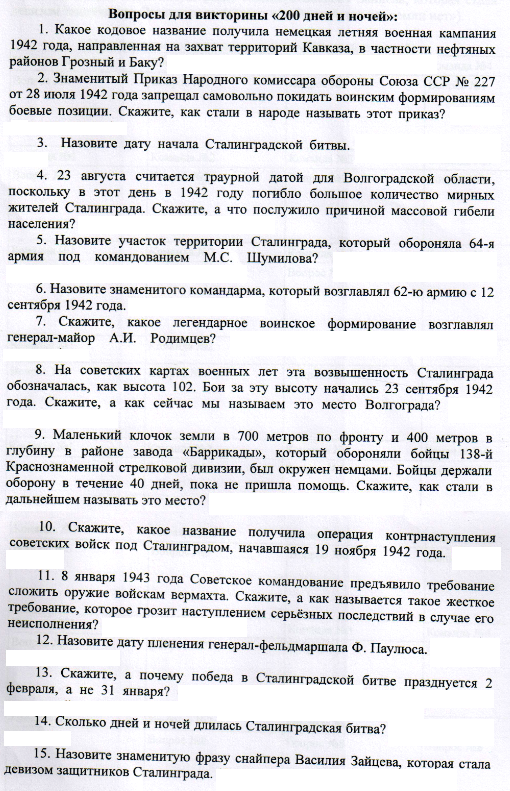 Вопросы для викторины «200 дней и ночей»:
1. Какое кодовое название получила немецкая летняя военная кампания
1942 года, направленная на захват территорий Кавказа, в частности нефтяных
районов Грозный и Баку?
2. Знаменитый Приказ Народного комиссара обороны Союза ССР № 227
от 28 июля 1942 года запрещал самовольно покидать воинским формированиям
боевые позиции. Скажите, как стали в народе называть этот приказ?
3. Назовите дату начала Сталинградской битвы.
4. 23 августа считается траурной датой для Волгоградской области,
поскольку в этот день в 1942 году погибло большое количество мирных
жителей Сталинграда. Скажите, а что послужило причиной массовой гибели
населения?
5. Назовите участок территории Сталинграда, который обороняла 64-я
армия под командованием М.С. Шумилова?
6. Назовите знаменитого командарма, который возглавлял 62-ю армию с 12
сентября 1942 года.
7. Скажите, какое легендарное воинское формирование возглавлял
генерал-майор А.И. Родимцев?
8. На советских картах военных лет эта возвышенность Сталинграда
обозначалась, как высота 102. Бои за эту высоту начались 23 сентября 1942
года. Скажите, а как сейчас мы называем это место Волгограда?
9. Маленький клочок земли в 700 метров по фронту и 400 метров в
глубину в районе завода «Баррикады», который обороняли бойцы 138-й
Краснознаменной стрелковой дивизии, был окружен немцами. Бойцы держали
оборону в течение 40 дней, пока не пришла помощь. Скажите, как стали в
дальнейшем называть это место?
10. Скажите, какое название получила операция контрнаступления
советских войск под Сталинградом, начавшаяся 19 ноября 1942 года.
11. 8 января 1943 года Советское командование предъявило требование
сложить оружие войскам вермахта. Скажите, а как называется такое жесткое
требование, которое грозит наступлением серьёзных последствий в случае его
неисполнения?
12. Назовите дату пленения генерал-фельдмаршала Ф. Паулюса.
13. Скажите, а почему победа в Сталинградской битве празднуется 2
февраля, а не 31 января?
14. Сколько дней и ночей длилась Сталинградская битва?
15. Назовите знаменитую фразу снайпера Василия Зайцева, которая стала
девизом защитников Сталинграда.